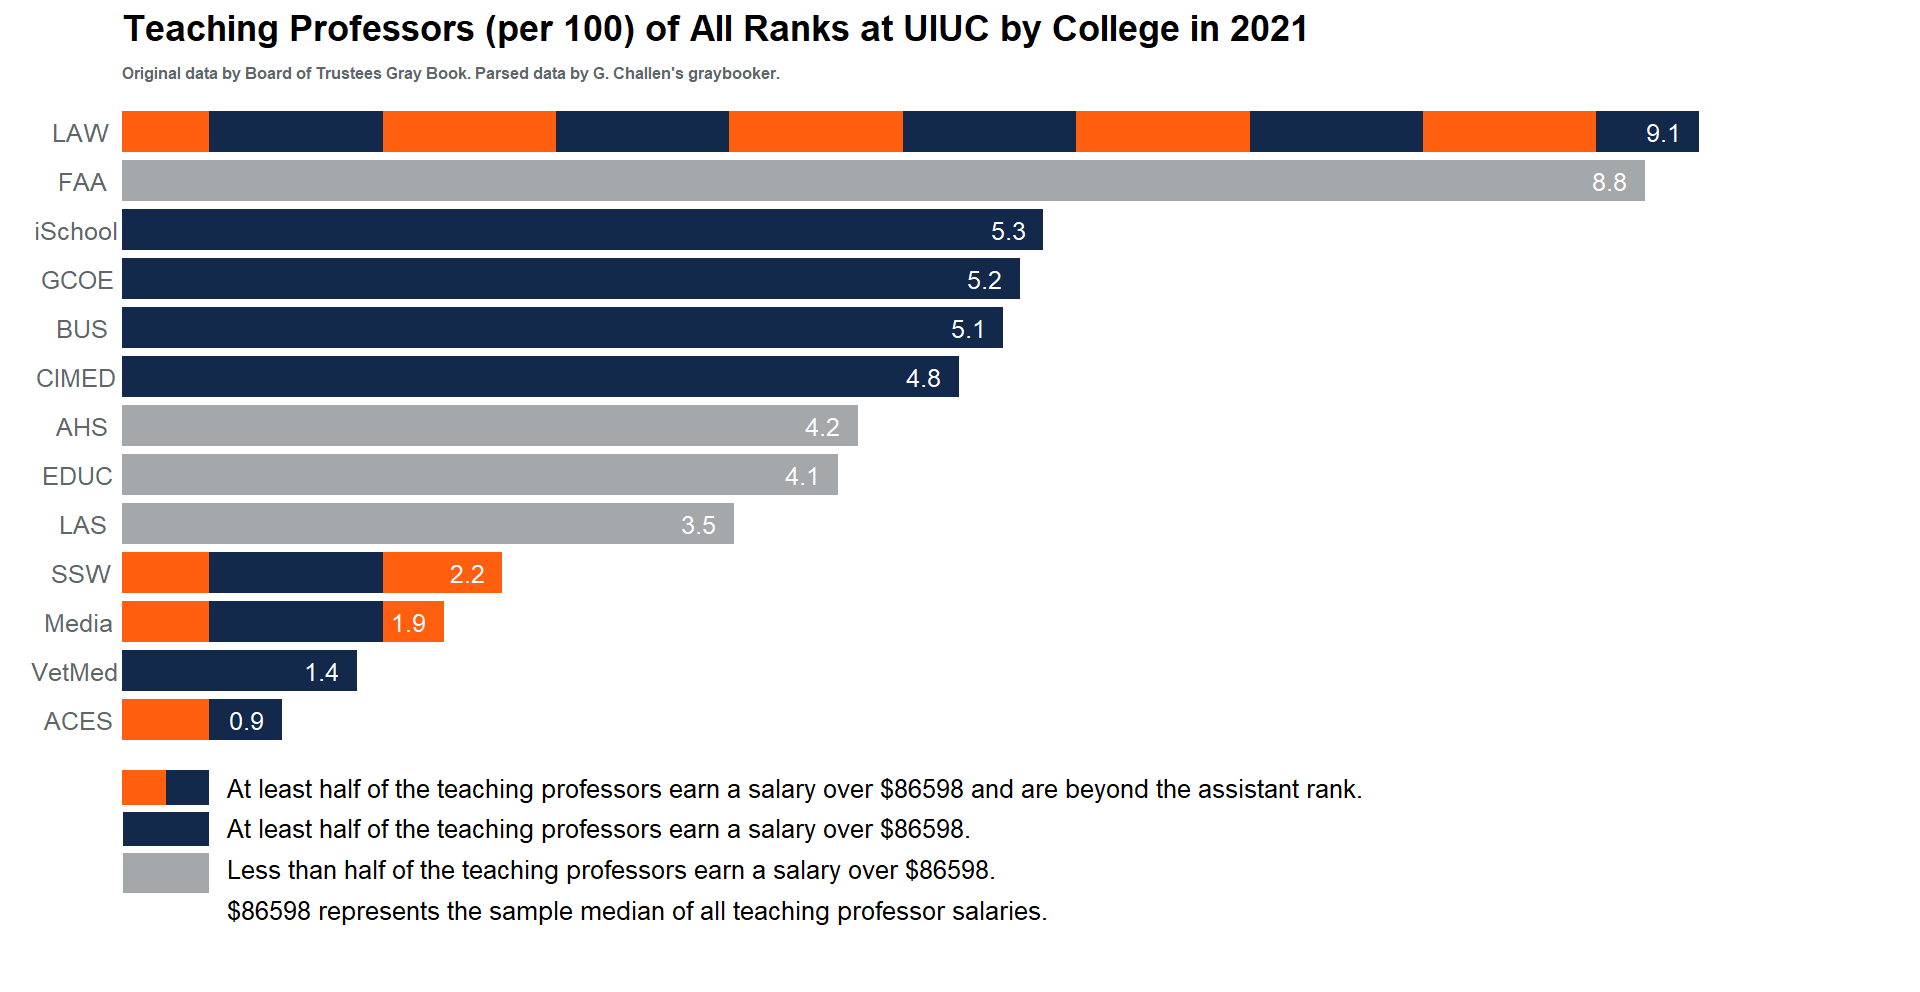 Teaching Professors (per 100) of All Ranks at UIUC by College in 2021
Original data by Board of Trustees Gray Book. Parsed data by G. Challen's graybooker.
LAW 9.1
FAA 8.8
iSchool 5.3
GCOE 5.2
BUS 5.1
CIMED 4.8
AHS 4.2
EDUC 4.1
LAS 3.5
SSW 2.2
Media 1.9
VetMed 1.4
ACES 0.9
At least half of the teaching professors earn a salary over $86598 and are beyond the assistant rank.
At least half of the teaching professors earn a salary over $86598.
Less than half of the teaching professors earn a salary over $86598.
$86598 represents the sample median of all teaching professor salaries.